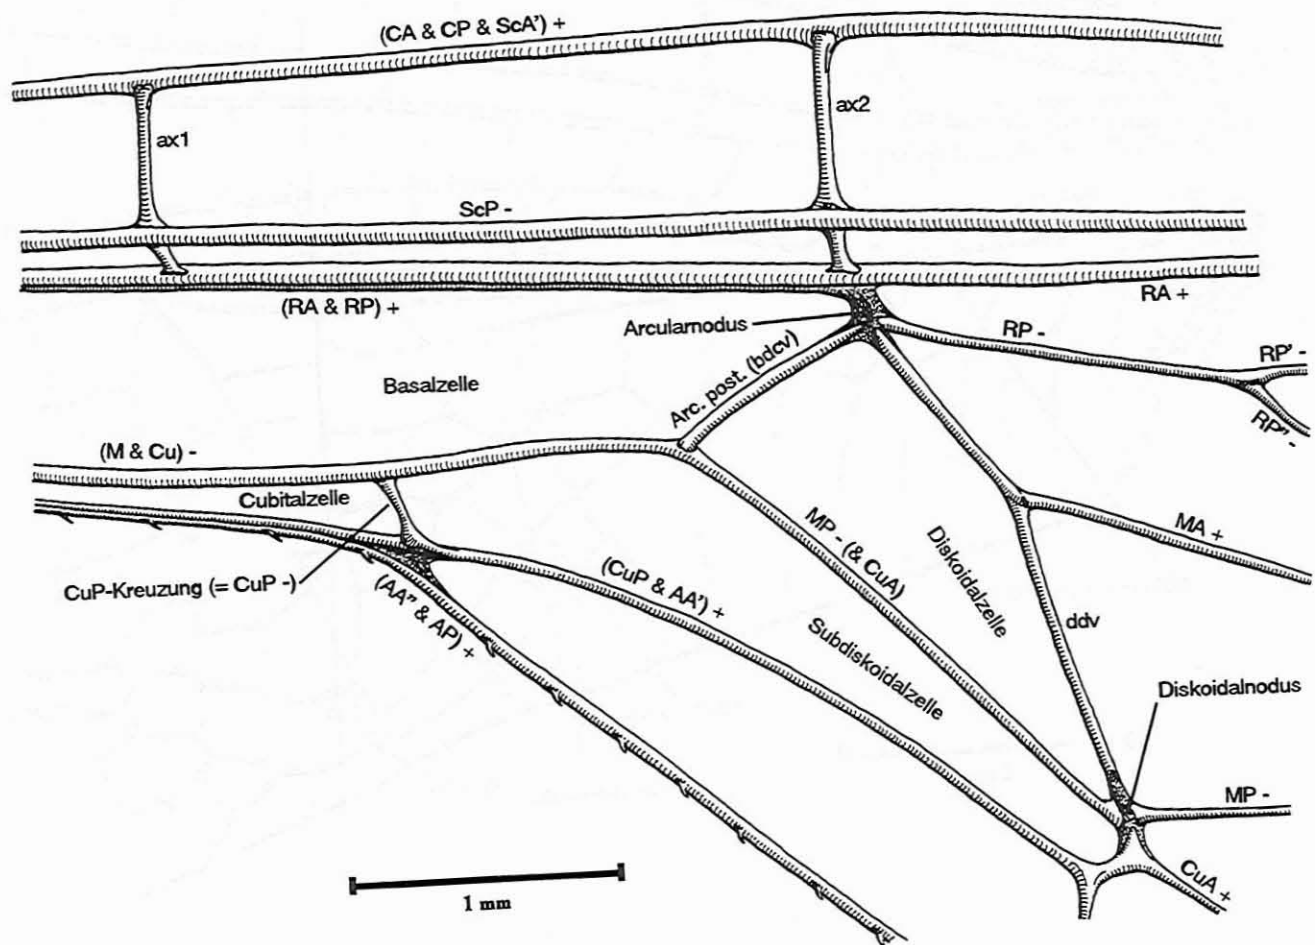 (CA & CP & ScA') +
ax1
ax2
ScP -
(RA & RP) +
RA +
Arcularnodus
RP -
RP' -
RP'' -
Arc. post. (bdcv)
Basalzelle
(M & Cu) -
Cubitalzelle
MA +
MP - (& CuA)
Diskoidalzelle
CuP-Kreuzung (= CuP -)
(AA'' & AP) +
(CuP & AA') +
ddv
Subdiskoidalzelle
Diskoidalnodus
MP -
CuA +
1 mm